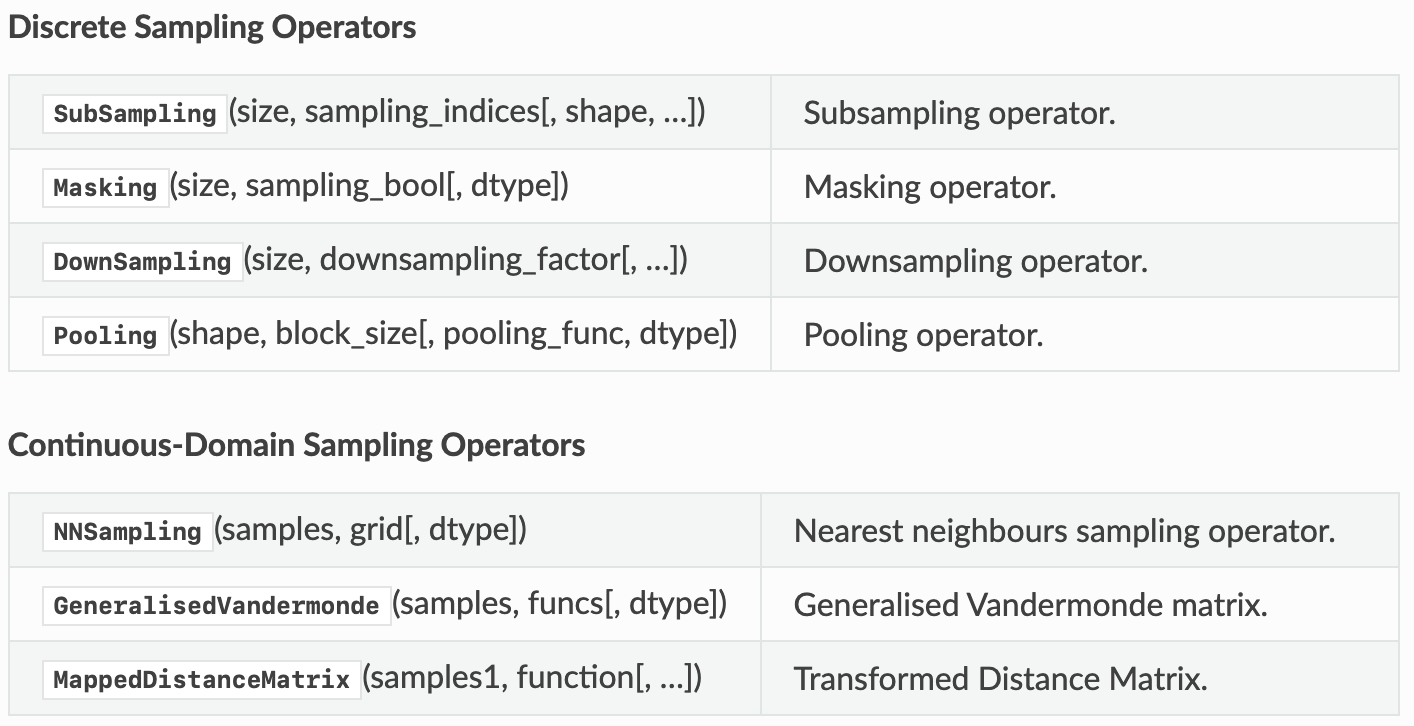 Discrete Sampling Operators
SubSampling(size, sampling_indices[, shape, ...]) Subsampling operator.
Masking(size, sampling_bool[, dtype]) Masking operator.
DownSampling(size, downsampling_factor[, ...]) Downsampling operator.
Pooling(shape, block_size[, pooling_func, dtype]) Pooling operator.
Continuous-Domain Sampling Operators
NNSampling(samples, grid[, dtype]) Nearest neighbours sampling operator.
GeneralisedVandermonde(samples, funcs[, dtype]) Generalised Vandermonde matrix.
MappedDistanceMatrix(samples1, function[, ...]) Transformed Distance Matrix.